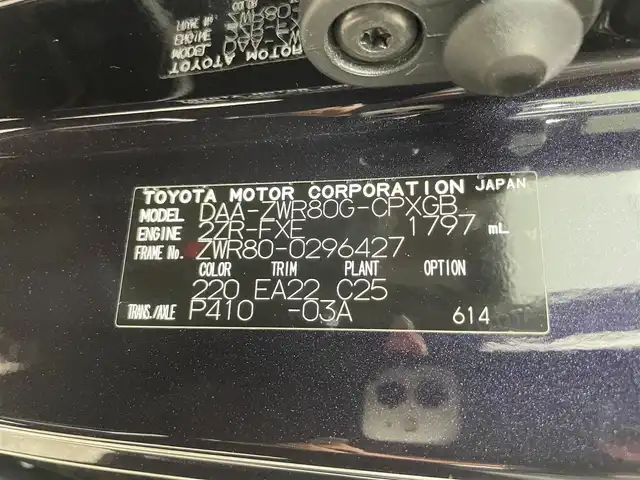 TOYOTA MOTOR CORPORATION JAPAN
MODEL DAA-ZWR80G-CPXGB
ENGINE 2ZR-FXE 1797 mL
FRAME No. ZWR80-0296427
COLOR TRIM PLANT OPTION
220 EA22 C25
TRANS./AXLE P410 -03A 614